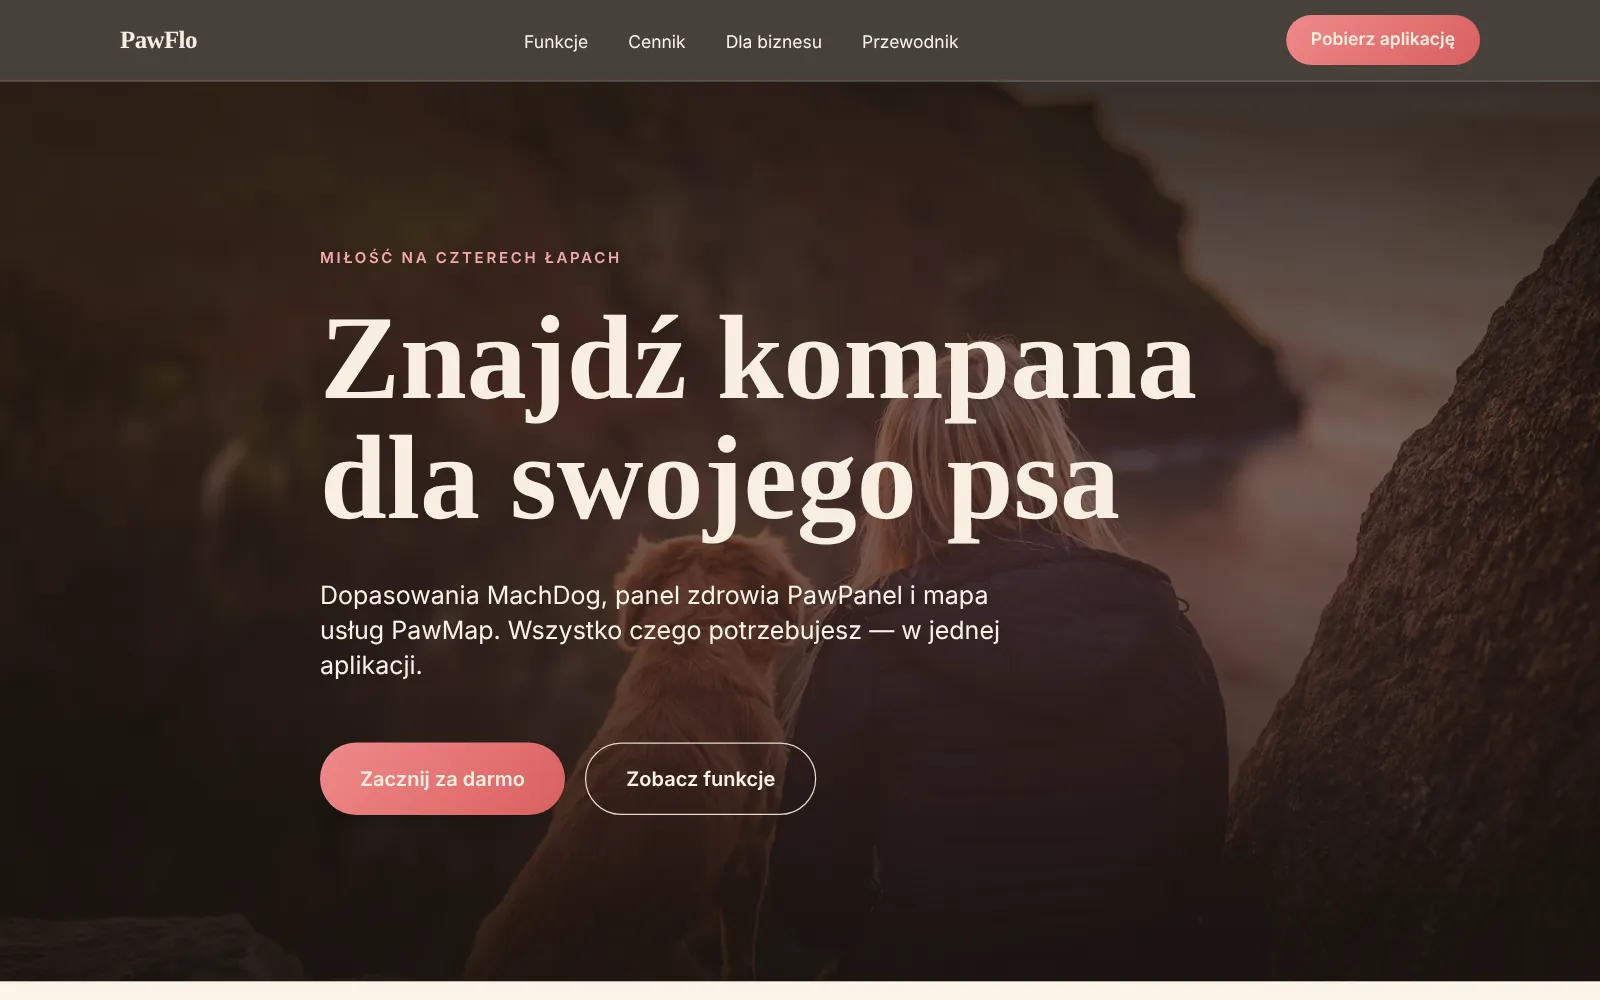 PawFlo
Funkcje
Cennik
Dla biznesu
Przewodnik
Pobierz aplikację
MIŁOŚĆ NA CZTERECH ŁAPACH
Znajdź kompana
dla swojego psa
Dopasowania MachDog, panel zdrowia PawPanel i mapa
usług PawMap. Wszystko czego potrzebujesz — w jednej
aplikacji.
Zacznij za darmo
Zobacz funkcje